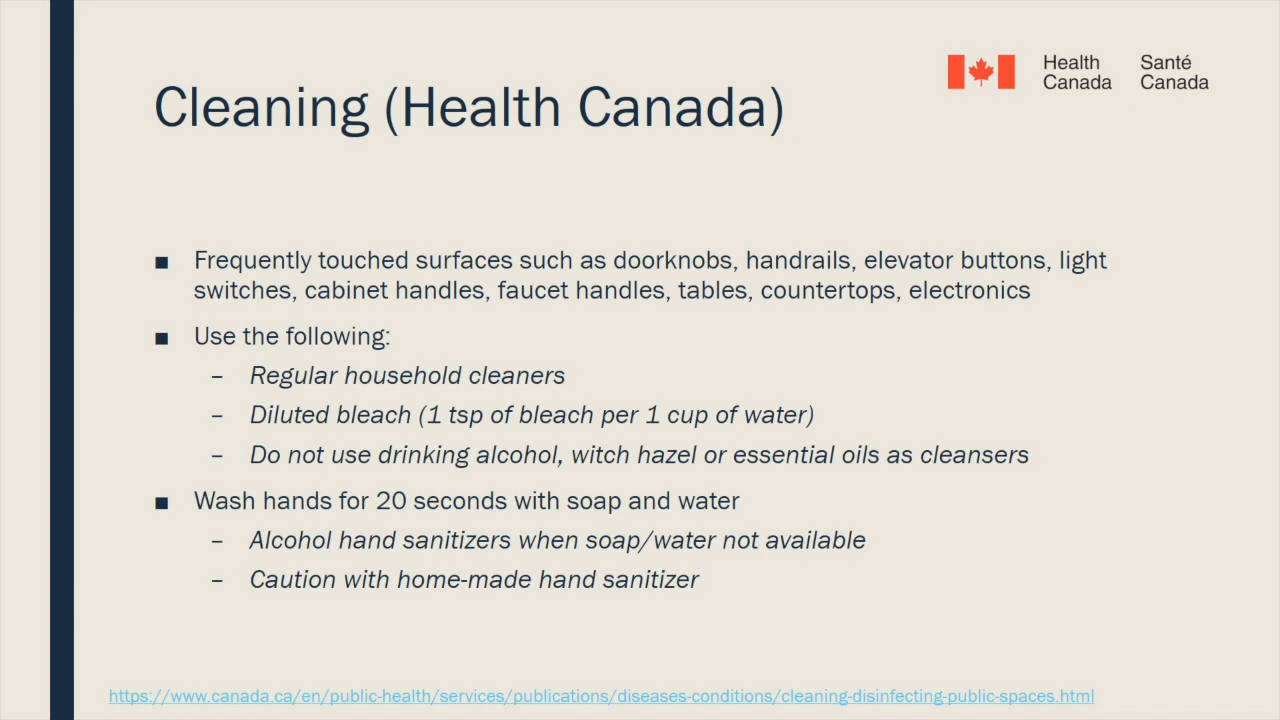 Health Canada
Santé Canada
Cleaning (Health Canada)
■ Frequently touched surfaces such as doorknobs, handrails, elevator buttons, light
switches, cabinet handles, faucet handles, tables, countertops, electronics
■ Use the following:
– Regular household cleaners
– Diluted bleach (1 tsp of bleach per 1 cup of water)
– Do not use drinking alcohol, witch hazel or essential oils as cleansers
■ Wash hands for 20 seconds with soap and water
– Alcohol hand sanitizers when soap/water not available
– Caution with home-made hand sanitizer
https://www.canada.ca/en/public-health/services/publications/diseases-conditions/cleaning-disinfecting-public-spaces.html